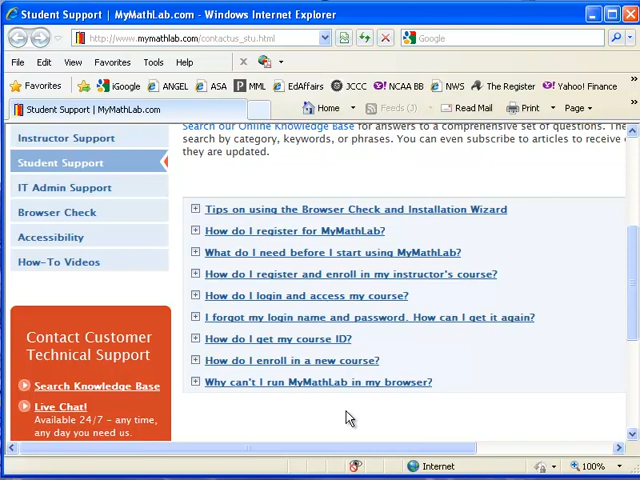 Student Support | MyMathLab.com - Windows Internet Explorer
http://www.mymathlab.com/contactus_stu.html
Google
File Edit View Favorites Tools Help
Favorites iGoogle ANGEL ASA MML EdAffairs JCCC NCAA BB NWS The Register Yahoo! Finance
Student Support | MyMathLab.com Home Feeds (J) Read Mail Print Page
Instructor Support
Student Support
IT Admin Support
Browser Check
Accessibility
How-To Videos
Contact Customer
Technical Support
Search Knowledge Base
Live Chat!
Available 24/7 - any time,
any day you need us.
Search our Online Knowledge Base for answers to a comprehensive set of questions. The
search by category, keywords, or phrases. You can even subscribe to articles to receive
they are updated.
Tips on using the Browser Check and Installation Wizard
How do I register for MyMathLab?
What do I need before I start using MyMathLab?
How do I register and enroll in my instructor's course?
How do I login and access my course?
I forgot my login name and password. How can I get it again?
How do I get my course ID?
How do I enroll in a new course?
Why can't I run MyMathLab in my browser?
Internet 100%